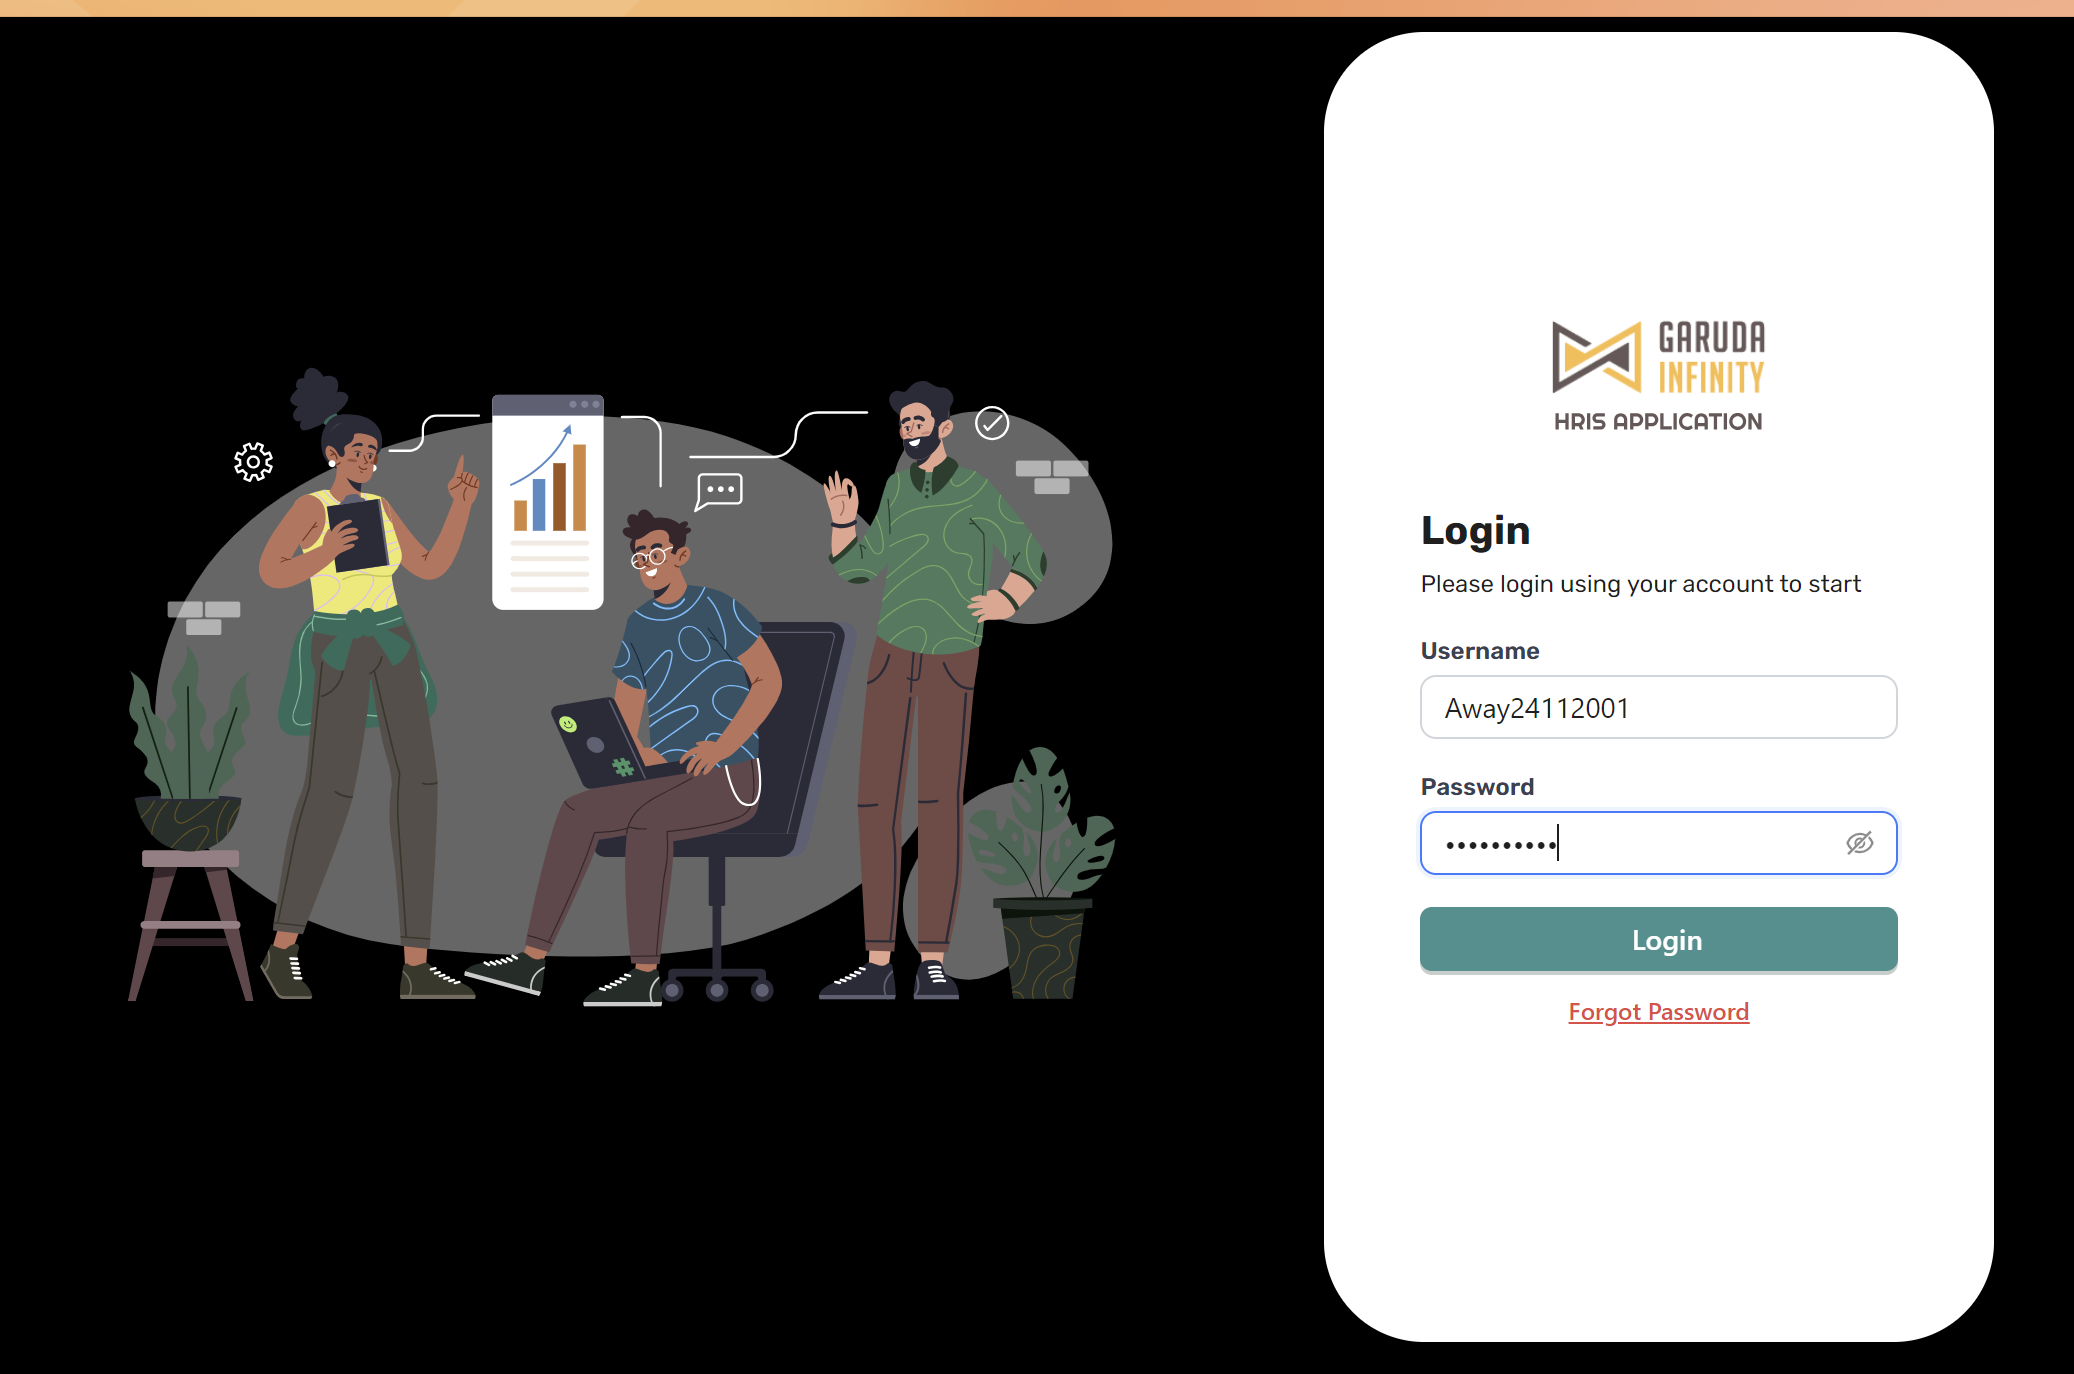 GARUDA
INFINITY
HRIS APPLICATION
Login
Please login using your account to start
Username
Away24112001
Password
••••••••••
Login
Forgot Password